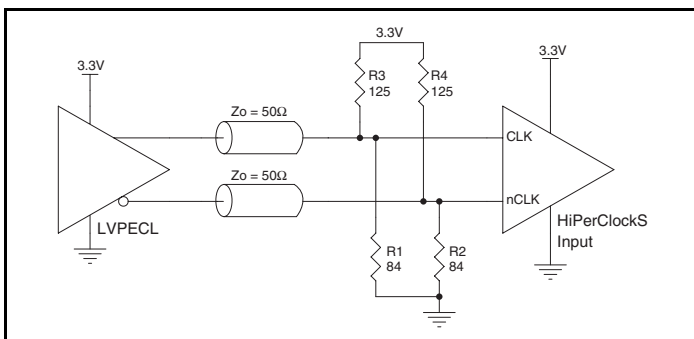 3.3V
3.3V
3.3V
R3
125
R4
125
Zo = 50Ω
CLK
Zo = 50Ω
nCLK
LVPECL
HiPerClockS
Input
R1
84
R2
84